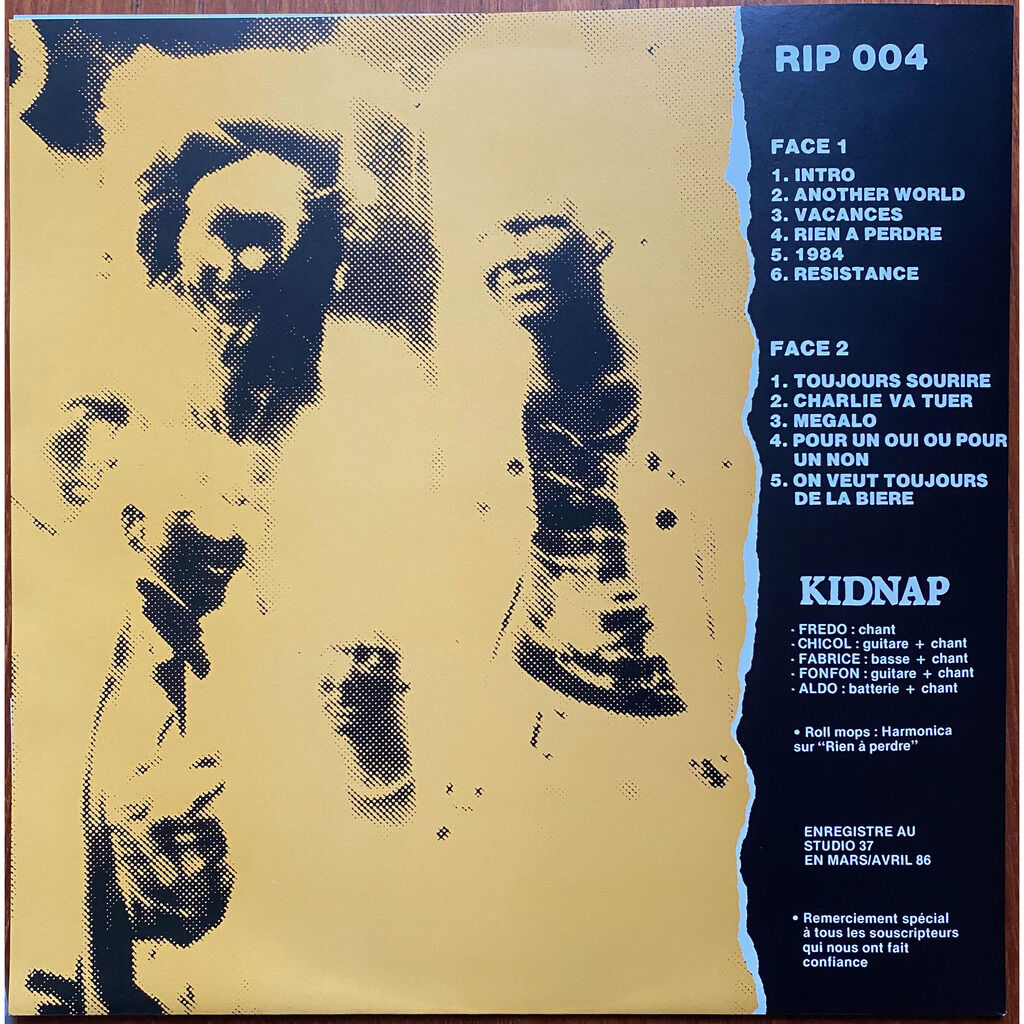 RIP 004
FACE 1
1. INTRO
2. ANOTHER WORLD
3. VACANCES
4. RIEN A PERDRE
5. 1984
6. RESISTANCE
FACE 2
1. TOUJOURS SOURIRE
2. CHARLIE VA TUER
3. MEGALO
4. POUR UN OUI OU POUR
UN NON
5. ON VEUT TOUJOURS
DE LA BIERE
KIDNAP
- FREDO : chant
- CHICOL : guitare + chant
- FABRICE : basse + chant
- FONFON : guitare + chant
- ALDO : batterie + chant
• Roll mops : Harmonica
sur "Rien à perdre"
ENREGISTRE AU
STUDIO 37
EN MARS/AVRIL 86
• Remerciement spécial
à tous les souscripteurs
qui nous ont fait
confiance